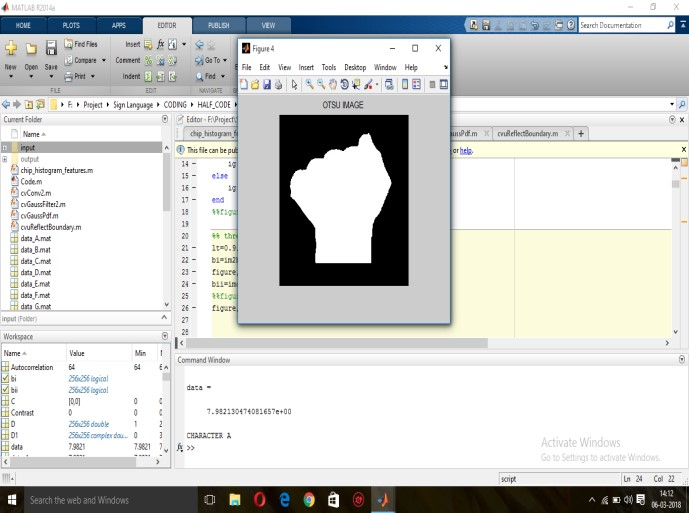 MATLAB R2014a
HOME PLOTS APPS EDITOR PUBLISH VIEW
Search Documentation
New Open Save
Find Files
Compare
Print
Insert
Comment
Indent
Go To
Find
FILE
EDIT
NAVIGATE
F: Project Sign Language CODING HALF_CODE
Current Folder
Name
input
output
chip_histogram_features.m
Code.m
cvConv2.m
cvGaussFilter2.m
cvGaussPdf.m
cvuReflectBoundary.m
data_A.mat
data_B.mat
data_C.mat
data_D.mat
data_E.mat
data_F.mat
data_G.mat
input (Folder)
Workspace
Name Value Min
Autocorrelation 64 64
bi 256x256 logical
bii 256x256 logical
C [0,0] 0
Contrast 0 0
D 256x256 double 1
D1 256x256 complex dou... 0
data 7.9821 7.9821
Editor - F:\Project\
chip_histogram_f
aussPdf.m cvuReflectBoundary.m
This file can be pub
or help.
14 ig
15 else
16 ig
17 end
18 %%figu
19
20 %% thre
21 lt=0.9
22 bi=im2
23 figure
24 bii=im
25 %%figu
26 figure
27
28
Figure 4
File Edit View Insert Tools Desktop Window Help
OTSU IMAGE
Command Window
data =
7.982130474081657e+00
CHARACTER A
>>
Activate Windows
Go to Settings to activate Windows.
script Ln 24 Col 22
Search the web and Windows
14:12
06-03-2018